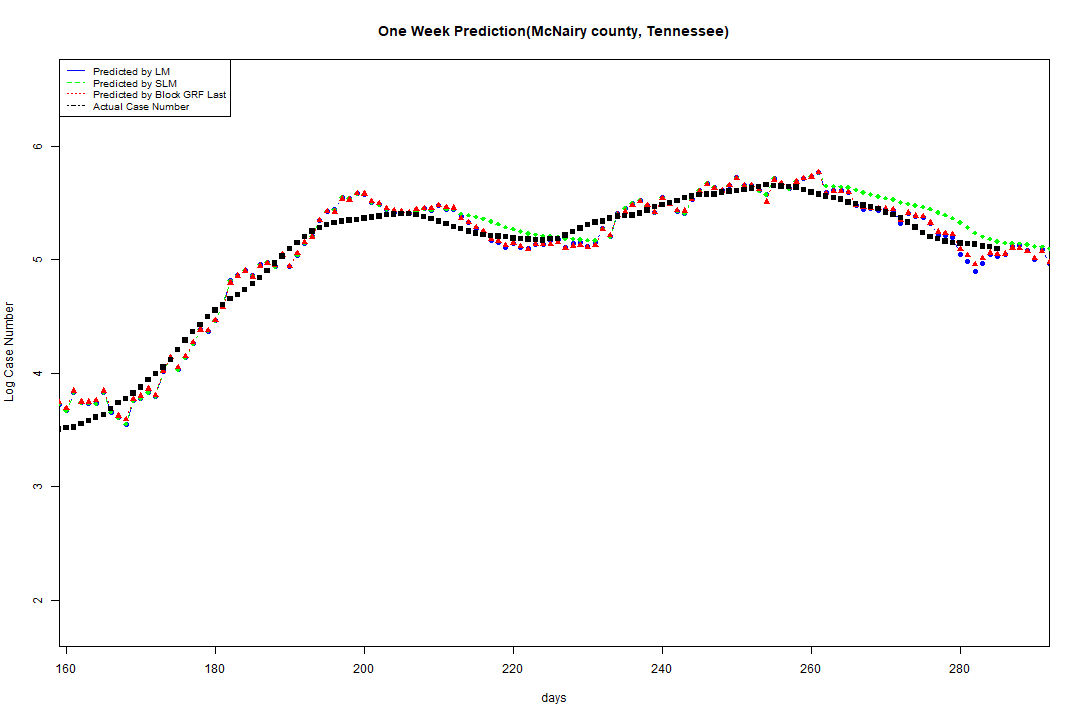 One Week Prediction(McNairy county, Tennessee)
Predicted by LM
Predicted by SLM
Predicted by Block GRF Last
Actual Case Number
Log Case Number
6
5
4
3
2
160 180 200 220 240 260 280
days